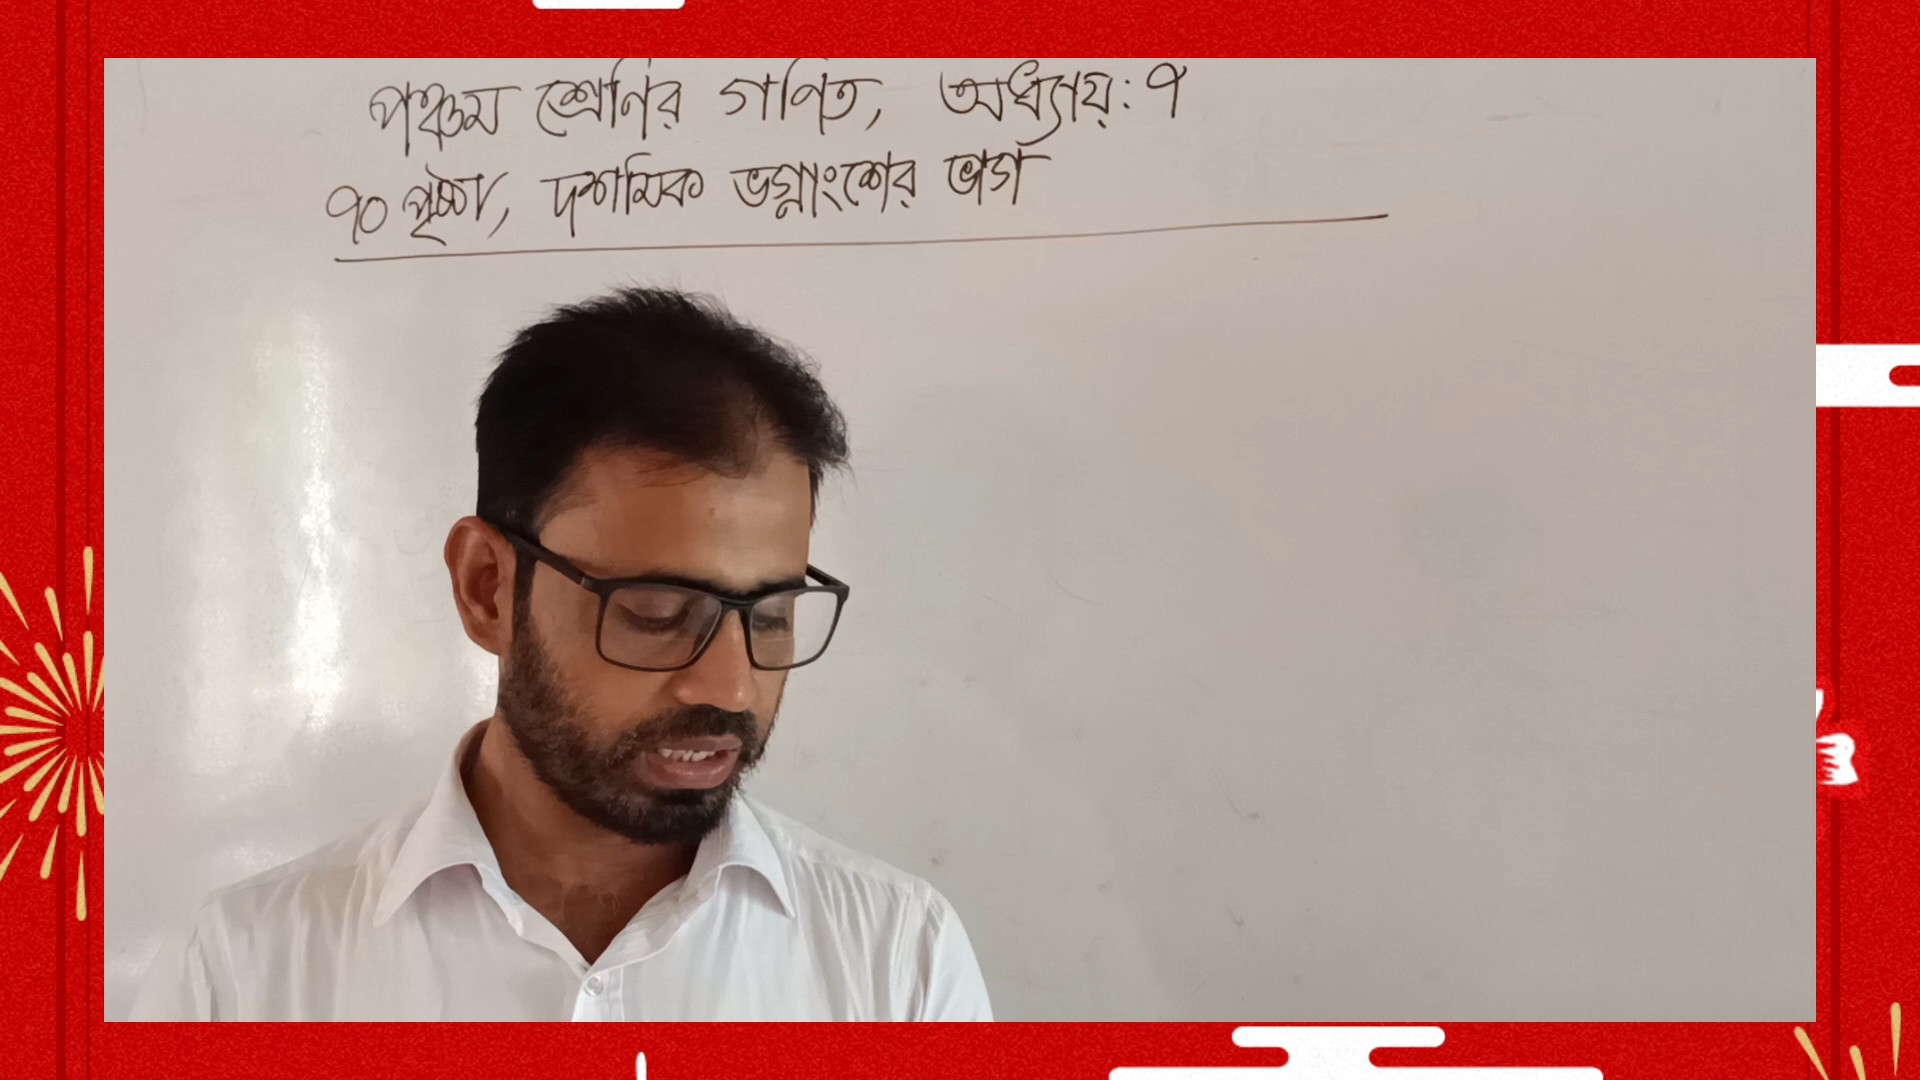 পঞ্চম শ্রেণির গণিত, অধ্যায়: ৭
৭০ পৃষ্ঠা, দশমিক ভগ্নাংশের ভাগ